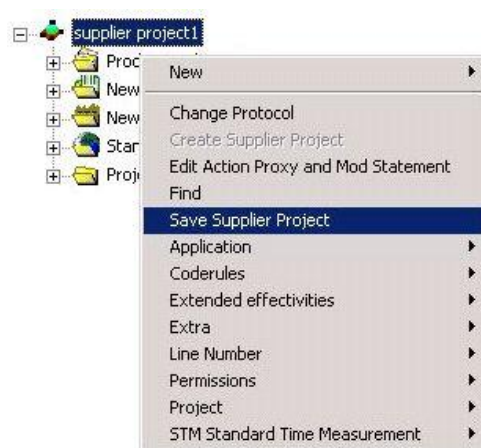 supplier project1
New
Change Protocol
Create Supplier Project
Edit Action Proxy and Mod Statement
Find
Save Supplier Project
Application
Coderules
Extended effectivities
Extra
Line Number
Permissions
Project
STM Standard Time Measurement
Proc
New
New
Stan
Proj